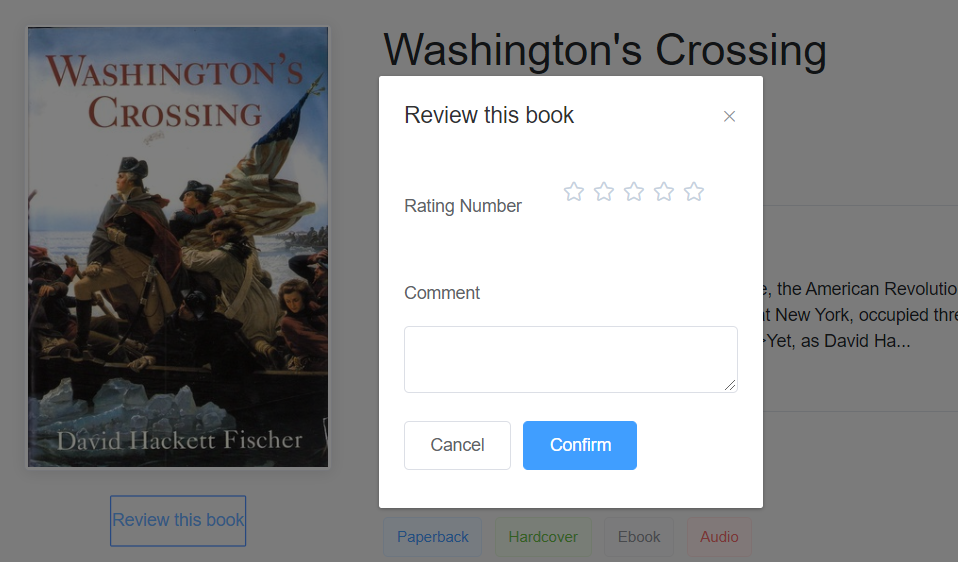 WASHINGTON'S
CROSSING
David Hackett Fischer
Review this book
Washington's Crossing
Review this book
Rating Number
Comment
Cancel
Confirm
, the American Revolutio
New York, occupied thre
>Yet, as David Ha...
Paperback
Hardcover
Ebook
Audio